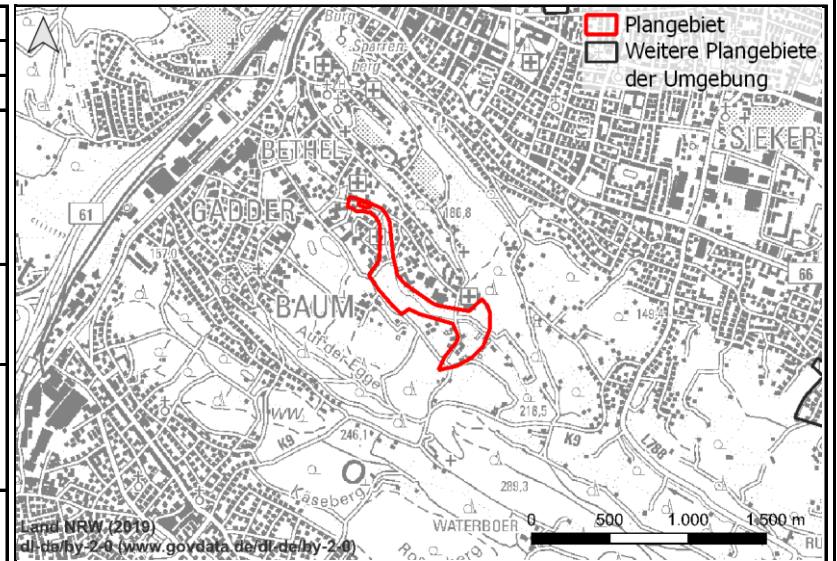 Plangebiet
Weitere Plangebiete
der Umgebung
Burg
Sparren-
berg
SIEKER
BETHEL
GADDER-
61
186,8
157,0
66
BAUM
149,4
Auf der Egge
WW
218,5
K9
246,1
K9
L788
Käseberg
289,3
WATERBOER
0 500 1.000 1.500 m
Land NRW (2019)
dl-de/by-2-0 (www.govdata.de/dl-de/by-2-0)
RU